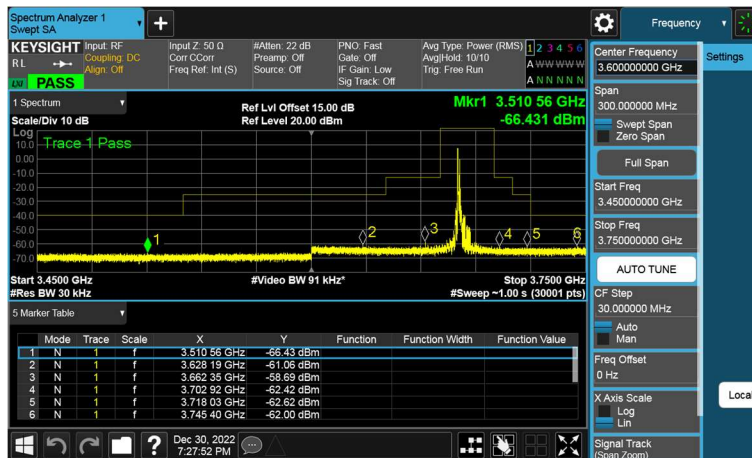 Spectrum Analyzer 1
Swept SA
Frequency
KEYSIGHT
RL
PASS
Input: RF
Coupling: DC
Align: Off
Input Z: 50 Ω
Corr CCorr
Freq Ref: Int (S)
#Atten: 22 dB
Preamp: Off
Source: Off
PNO: Fast
Gate: Off
IF Gain: Low
Sig Track: Off
Avg Type: Power (RMS)
Avg|Hold: 10/10
Trig: Free Run
1 2 3 4 5 6
A W W W W W
A N N N N N
1 Spectrum
Scale/Div 10 dB
Ref Lvl Offset 15.00 dB
Ref Level 20.00 dBm
Mkr1 3.510 56 GHz
-66.431 dBm
Log
Trace 1 Pass
10.0
0.00
-10.0
-20.0
-30.0
-40.0
-50.0
-60.0
-70.0
1
2
3
4
5
6
Start 3.4500 GHz
#Res BW 30 kHz
#Video BW 91 kHz*
Stop 3.7500 GHz
#Sweep ~1.00 s (30001 pts)
5 Marker Table
Mode Trace Scale X Y Function Function Width Function Value
1 N 1 f 3.510 56 GHz -66.43 dBm
2 N 1 f 3.628 19 GHz -61.06 dBm
3 N 1 f 3.662 35 GHz -58.69 dBm
4 N 1 f 3.702 92 GHz -62.42 dBm
5 N 1 f 3.718 03 GHz -62.62 dBm
6 N 1 f 3.745 40 GHz -62.00 dBm
Dec 30, 2022
7:27:52 PM
Center Frequency
3.600000000 GHz
Settings
Span
300.000000 MHz
Swept Span
Zero Span
Full Span
Start Freq
3.450000000 GHz
Stop Freq
3.750000000 GHz
AUTO TUNE
CF Step
30.000000 MHz
Auto
Man
Freq Offset
0 Hz
X Axis Scale
Log
Lin
Local
Signal Track
(Span Zoom)